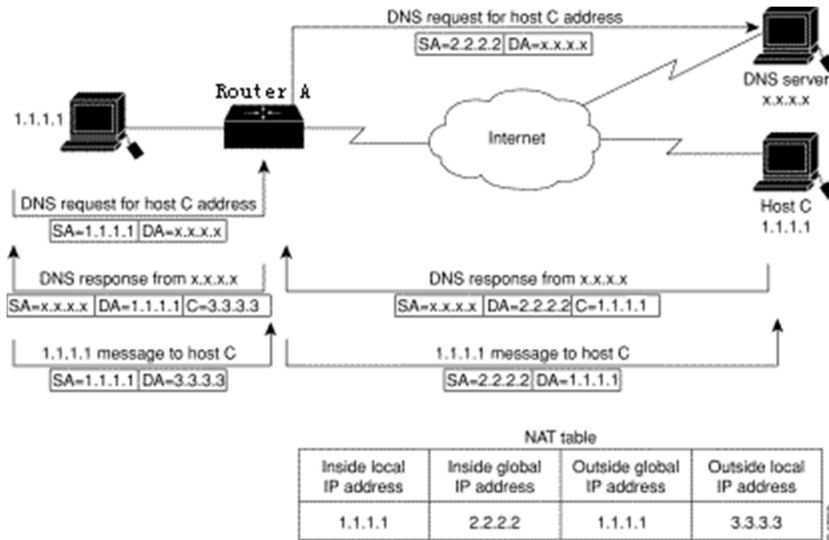 DNS request for host C address
SA=2.2.2.2 DA=x.x.x.x
DNS server
x.x.x.x
Router A
1.1.1.1
Internet
Host C
1.1.1.1
DNS request for host C address
SA=1.1.1.1 DA=x.x.x.x
DNS response from x.x.x.x
SA=x.x.x.x DA=1.1.1.1 C=3.3.3.3
DNS response from x.x.x.x
SA=x.x.x.x DA=2.2.2.2 C=1.1.1.1
1.1.1.1 message to host C
SA=1.1.1.1 DA=3.3.3.3
1.1.1.1 message to host C
SA=2.2.2.2 DA=1.1.1.1
NAT table
Inside local IP address
Inside global IP address
Outside global IP address
Outside local IP address
1.1.1.1 2.2.2.2 1.1.1.1 3.3.3.3